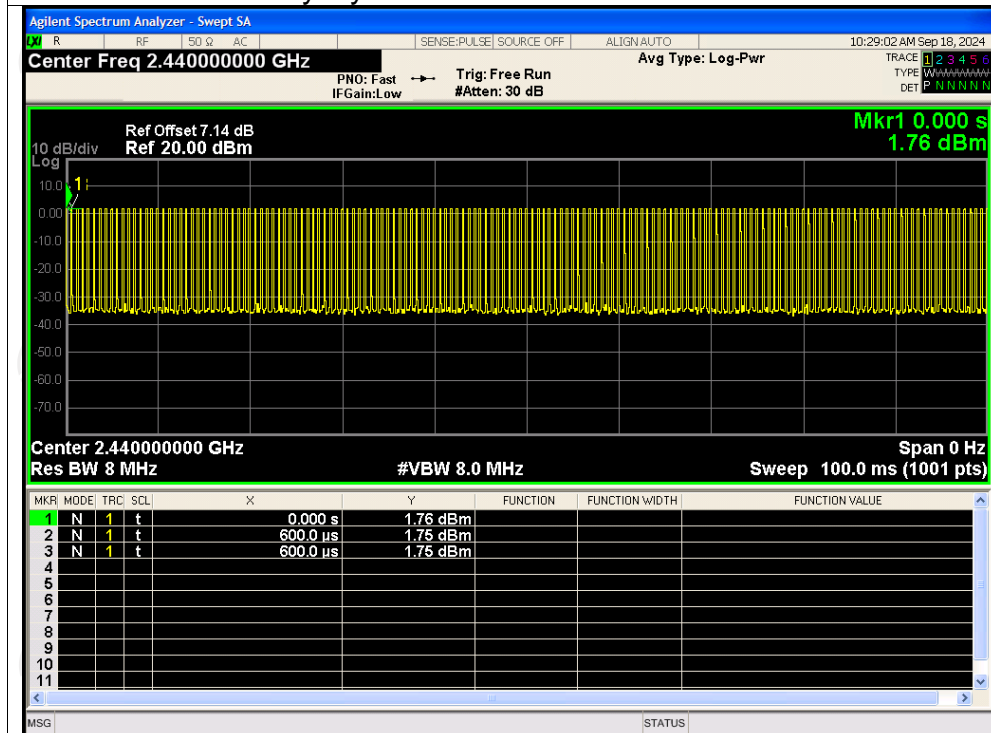 Agilent Spectrum Analyzer - Swept SA
LXI R RF 50 Ω AC SENSE:PULSE SOURCE OFF ALIGN AUTO 10:29:02 AM Sep 18, 2024
Center Freq 2.440000000 GHz
PNO: Fast
IFGain:Low
Trig: Free Run
#Atten: 30 dB
Avg Type: Log-Pwr
TRACE 1 2 3 4 5 6
TYPE WWWWWW
DET P N N N N N
Mkr1 0.000 s
1.76 dBm
Ref Offset 7.14 dB
10 dB/div Ref 20.00 dBm
Log
10.0
0.00
-10.0
-20.0
-30.0
-40.0
-50.0
-60.0
-70.0
1
Center 2.440000000 GHz Span 0 Hz
Res BW 8 MHz #VBW 8.0 MHz Sweep 100.0 ms (1001 pts)
MKR MODE TRC SCL X Y FUNCTION FUNCTION WIDTH FUNCTION VALUE
1 N 1 t 0.000 s 1.76 dBm
2 N 1 t 600.0 µs 1.75 dBm
3 N 1 t 600.0 µs 1.75 dBm
4
5
6
7
8
9
10
11
MSG STATUS